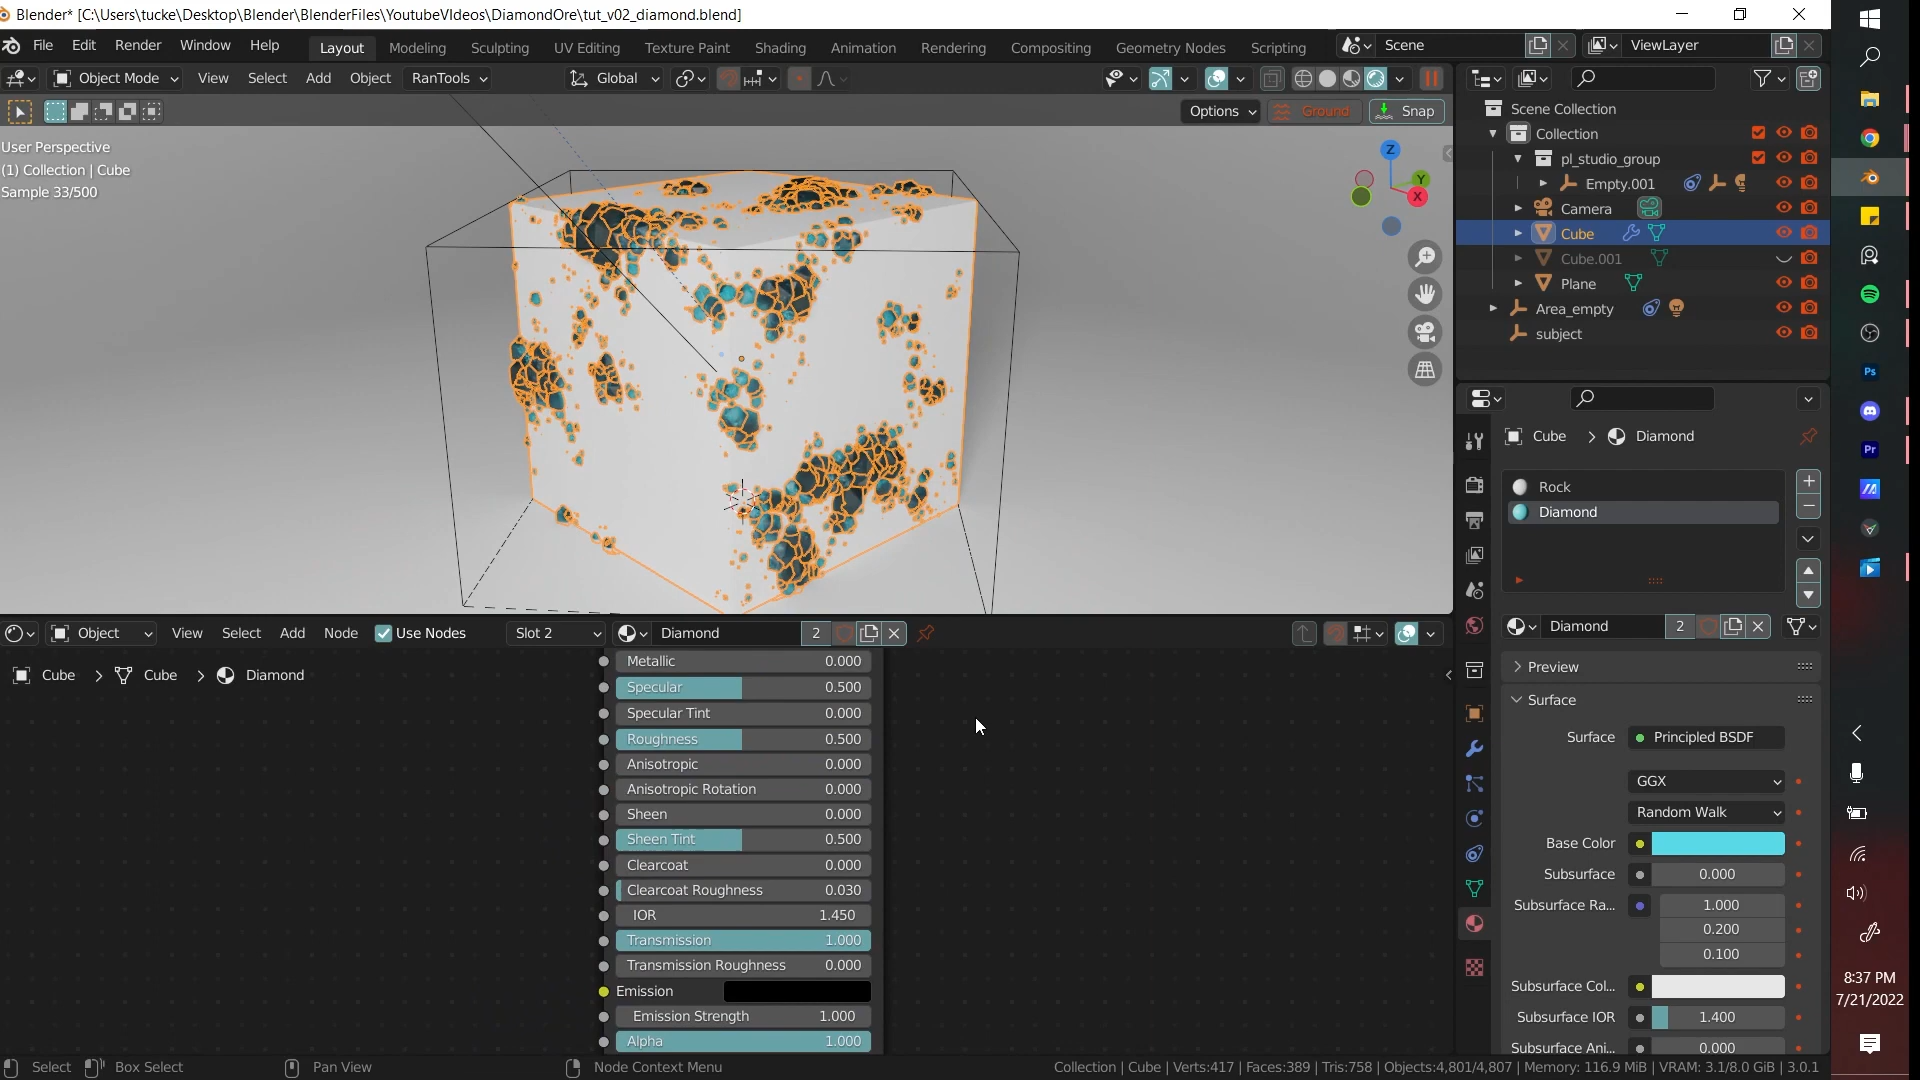 Blender* [C:\Users\tucke\Desktop\Blender\BlenderFiles\YoutubeVIdeos\DiamondOre\tut_v02_diamond.blend]
File Edit Render Window Help Layout Modeling Sculpting UV Editing Texture Paint Shading Animation Rendering Compositing Geometry Nodes Scripting Scene ViewLayer
Object Mode View Select Add Object RanTools Global
Options Ground Snap
User Perspective
(1) Collection | Cube
Sample 33/500
Z
Y
X
Scene Collection
Collection
pl_studio_group
Empty.001
Camera
Cube
Cube.001
Plane
Area_empty
subject
Cube > Diamond
Rock
Diamond
Diamond 2
Preview
Surface
Surface Principled BSDF
GGX
Random Walk
Base Color
Subsurface 0.000
Subsurface Ra... 1.000
0.200
0.100
Subsurface Col...
Subsurface IOR 1.400
Subsurface Ani... 0.000
Object View Select Add Node Use Nodes Slot 2 Diamond 2
Cube > Cube > Diamond
Metallic 0.000
Specular 0.500
Specular Tint 0.000
Roughness 0.500
Anisotropic 0.000
Anisotropic Rotation 0.000
Sheen 0.000
Sheen Tint 0.500
Clearcoat 0.000
Clearcoat Roughness 0.030
IOR 1.450
Transmission 1.000
Transmission Roughness 0.000
Emission
Emission Strength 1.000
Alpha 1.000
Select Box Select Pan View Node Context Menu
Collection | Cube | Verts:417 | Faces:389 | Tris:758 | Objects:4,801/4,807 | Memory: 116.9 MiB | VRAM: 3.1/8.0 GiB | 3.0.1
Ps
Pr
8:37 PM
7/21/2022